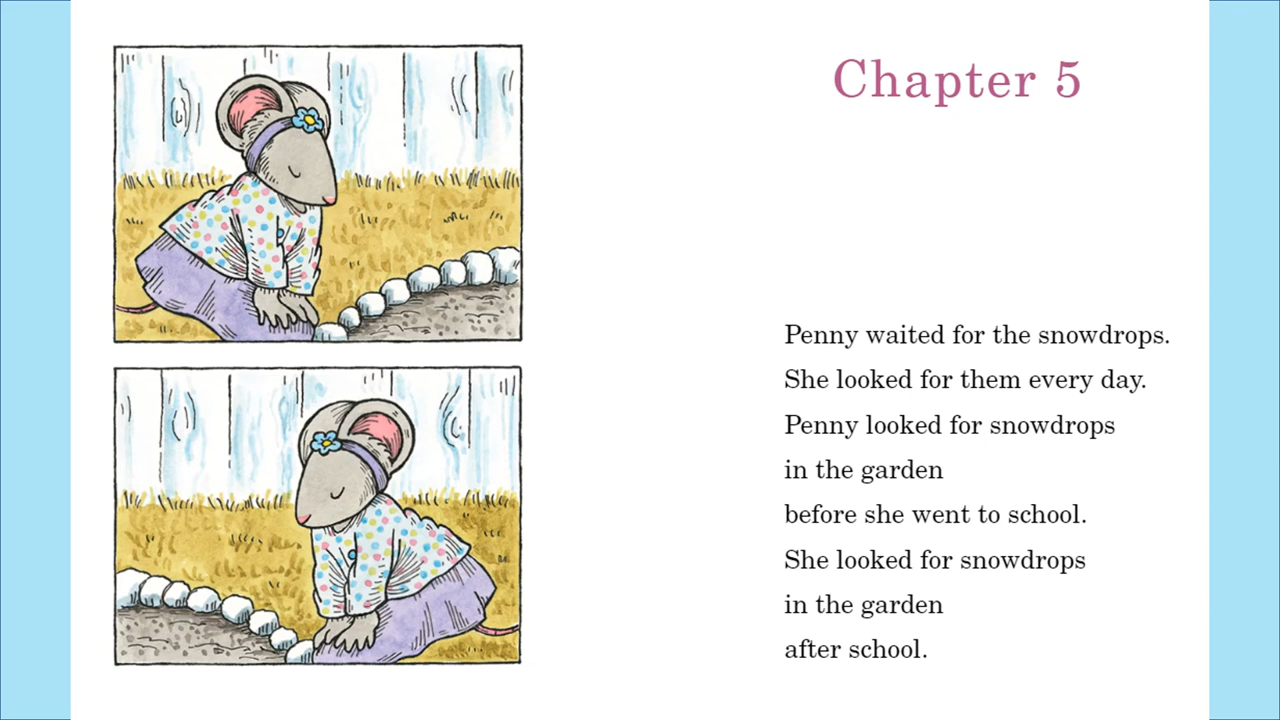 Chapter 5
Penny waited for the snowdrops.
She looked for them every day.
Penny looked for snowdrops
in the garden
before she went to school.
She looked for snowdrops
in the garden
after school.